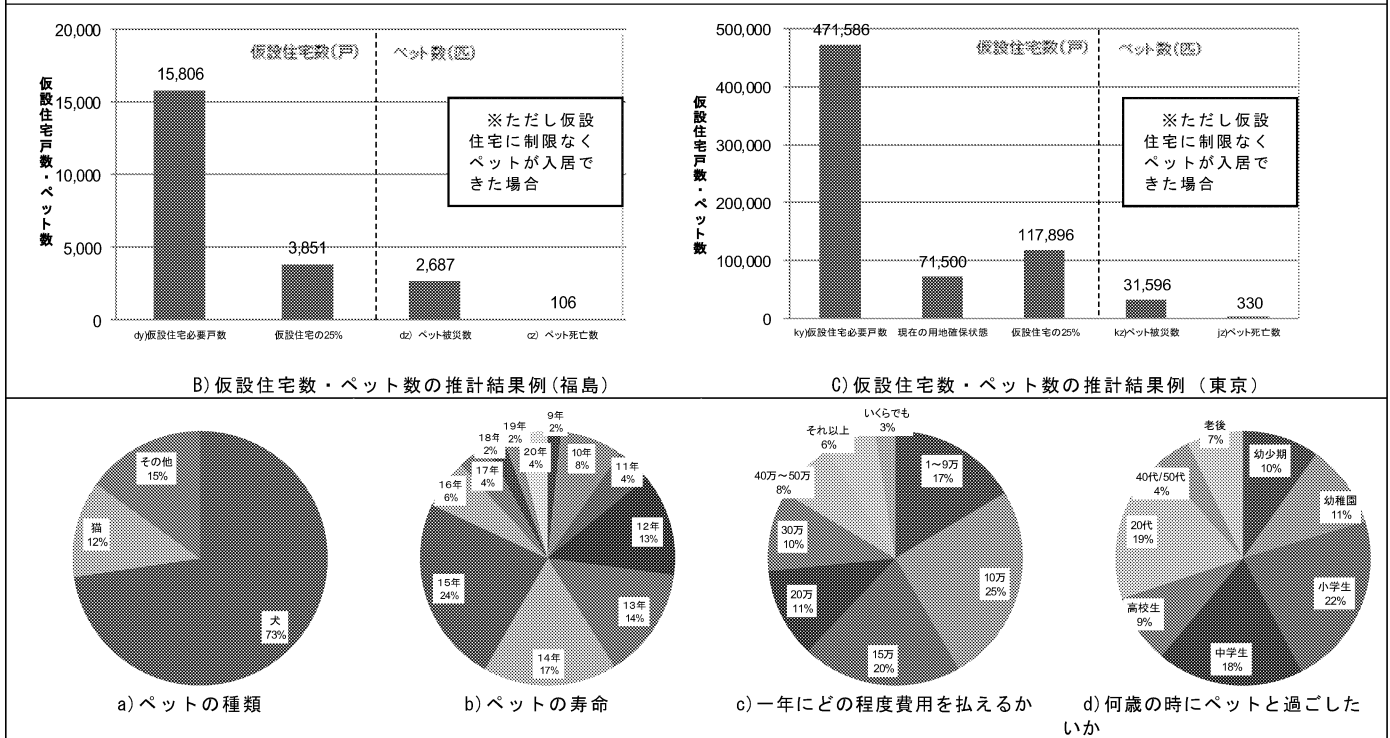 20,000
15,000
10,000
5,000
0
仮設住宅戸数・ペット数
仮設住宅数(戸)
ペット数(匹)
15,806
3,851
2,687
106
※ただし仮設
住宅に制限なく
ペットが入居で
きた場合
dy)仮設住宅必要戸数
仮設住宅の25%
dz) ペット被災数
cz) ペット死亡数
B)仮設住宅数・ペット数の推計結果例(福島)
500,000
400,000
300,000
200,000
100,000
0
仮設住宅戸数・ペット数
仮設住宅数(戸)
ペット数(匹)
471,586
71,500
117,896
31,596
330
※ただし仮設
住宅に制限なく
ペットが入居で
きた場合
ky)仮設住宅必要戸数
現在の用地確保状態
仮設住宅の25%
kz)ペット被災数
jz)ペット死亡数
C)仮設住宅数・ペット数の推計結果例（東京）
その他
15%
猫
12%
犬
73%
a)ペットの種類
9年
2%
10年
8%
11年
4%
12年
13%
13年
14%
14年
17%
15年
24%
16年
6%
17年
4%
18年
2%
19年
2%
20年
4%
b)ペットの寿命
いくらでも
3%
1～9万
17%
10万
25%
15万
20%
20万
11%
30万
10%
40万～50万
8%
それ以上
6%
c)一年にどの程度費用を払えるか
老後
7%
幼少期
10%
幼稚園
11%
小学生
22%
中学生
18%
高校生
9%
20代
19%
40代/50代
4%
d)何歳の時にペットと過ごした
いか